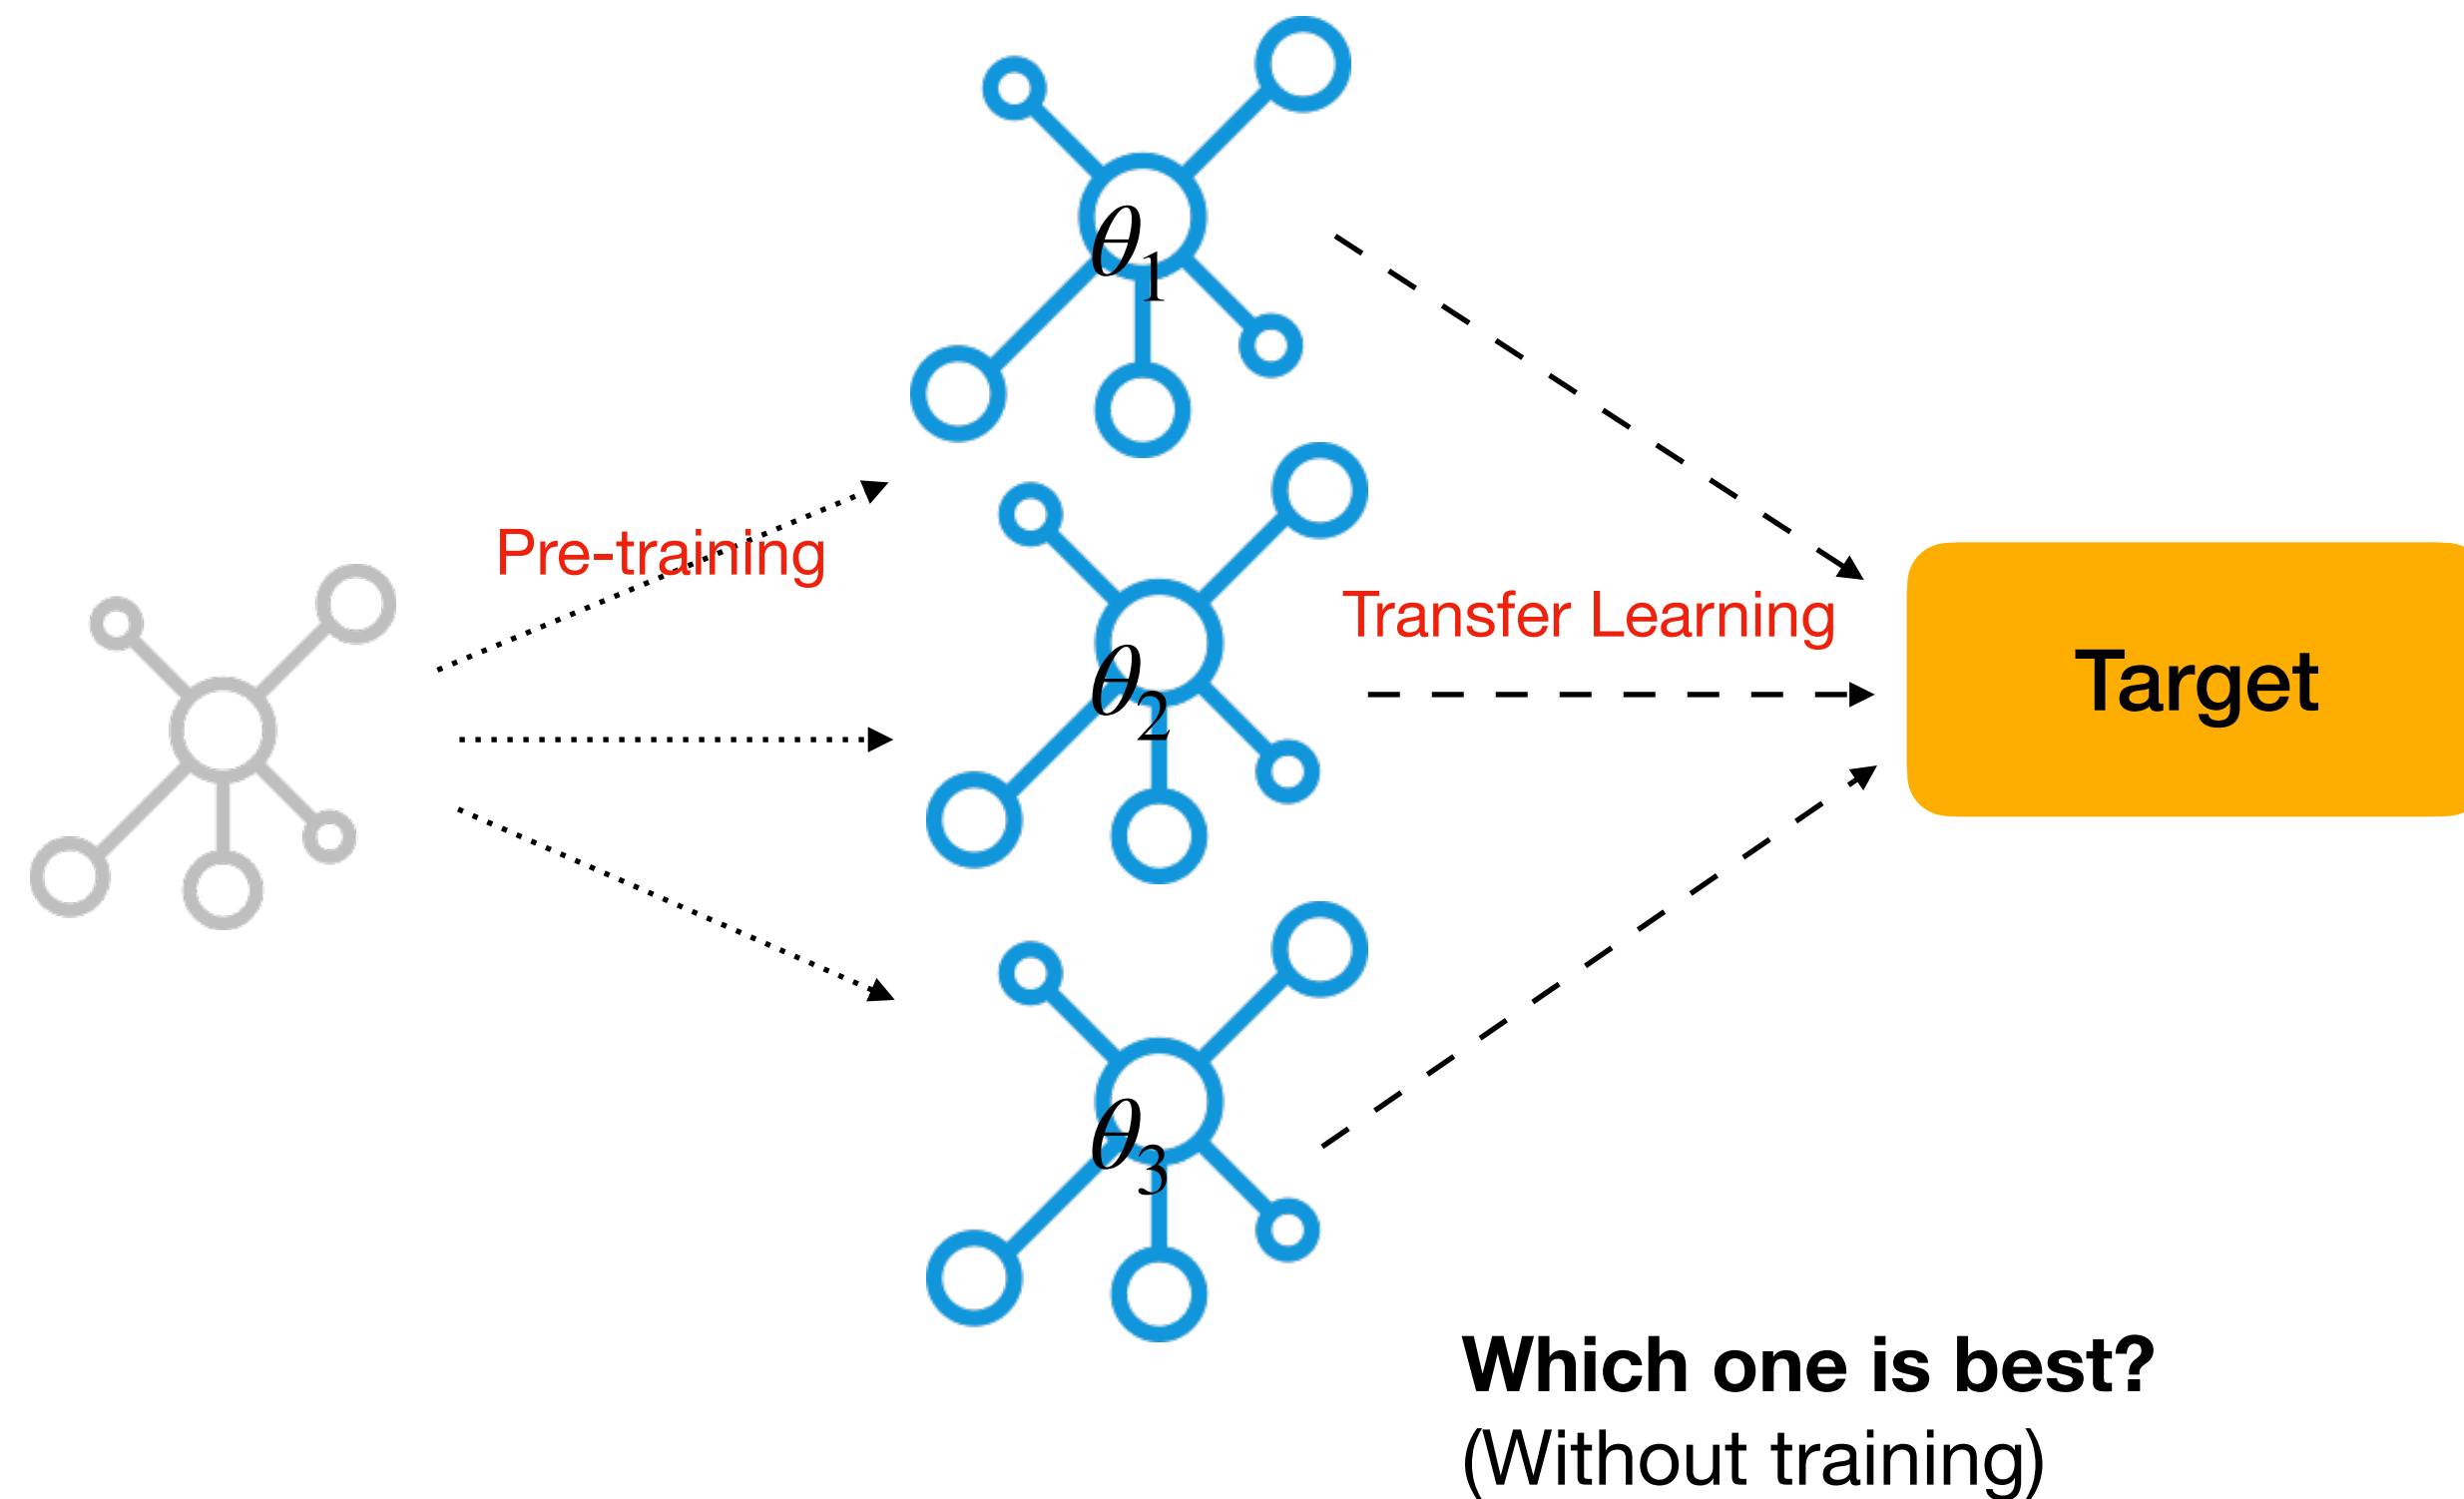 θ1
Pre-training
Transfer Learning
θ2
Target
θ3
Which one is best?
(Without training)